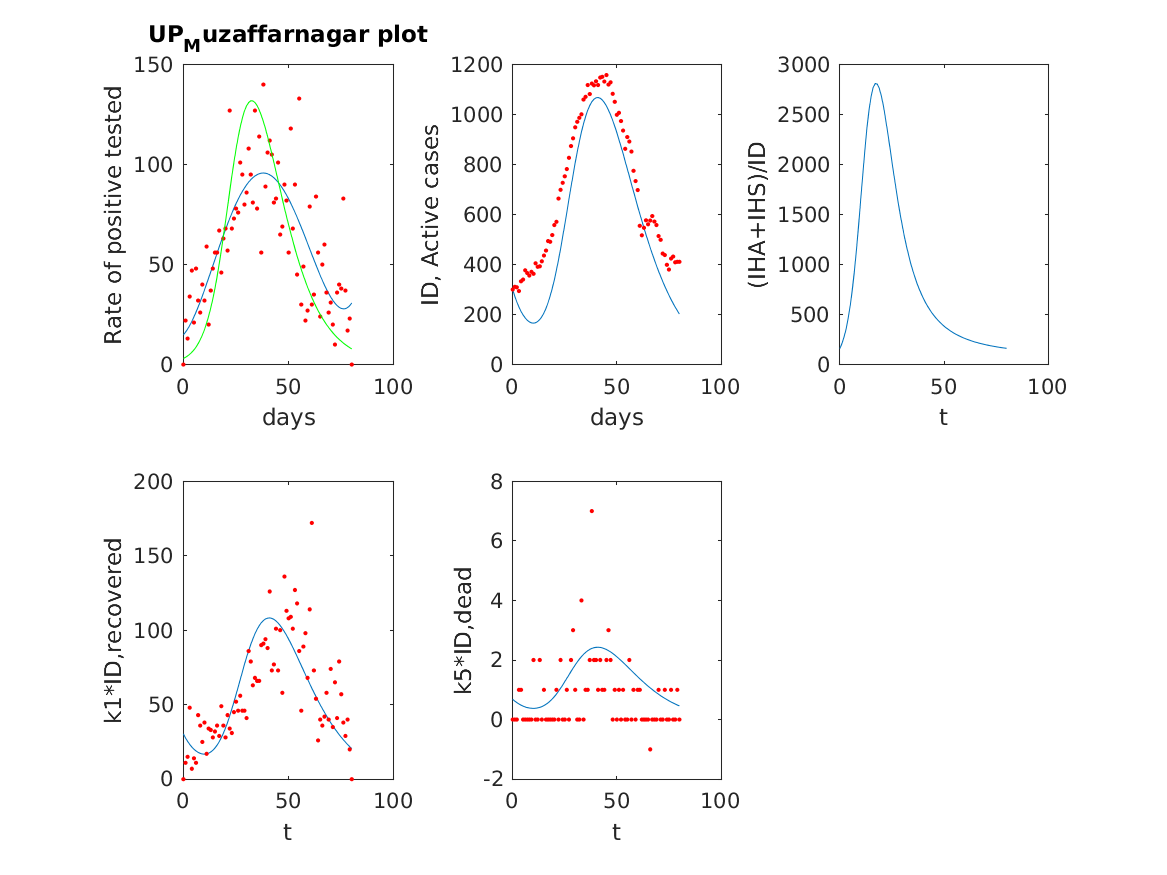 UP_Muzaffarnagar plot
150
100
50
0
Rate of positive tested
0 50 100
days
1200
1000
800
600
400
200
0
ID, Active cases
0 50 100
days
3000
2500
2000
1500
1000
500
0
(IHA+IHS)/ID
0 50 100
t
200
150
100
50
0
k1*ID,recovered
0 50 100
t
8
6
4
2
0
-2
k5*ID,dead
0 50 100
t